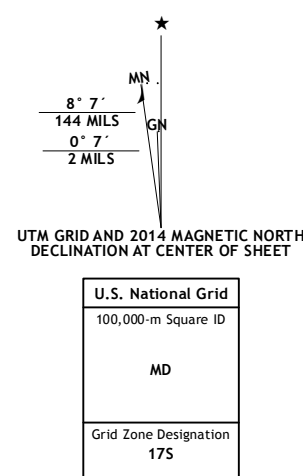 ★
MN
8° 7´
144 MILS
GN
0° 7´
2 MILS
UTM GRID AND 2014 MAGNETIC NORTH
DECLINATION AT CENTER OF SHEET
U.S. National Grid
100,000-m Square ID
MD
Grid Zone Designation
17S